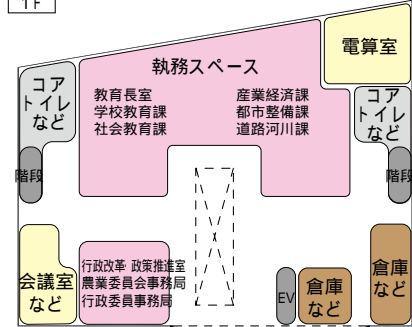 1F
電算室
執務スペース
コア
トイレ
など
教育長室
学校教育課
社会教育課
産業経済課
都市整備課
道路河川課
コア
トイレ
など
階段
階段
会議室
など
行政改革 政策推進室
農業委員会事務局
行政委員事務局
EV
倉庫
など
倉庫
など